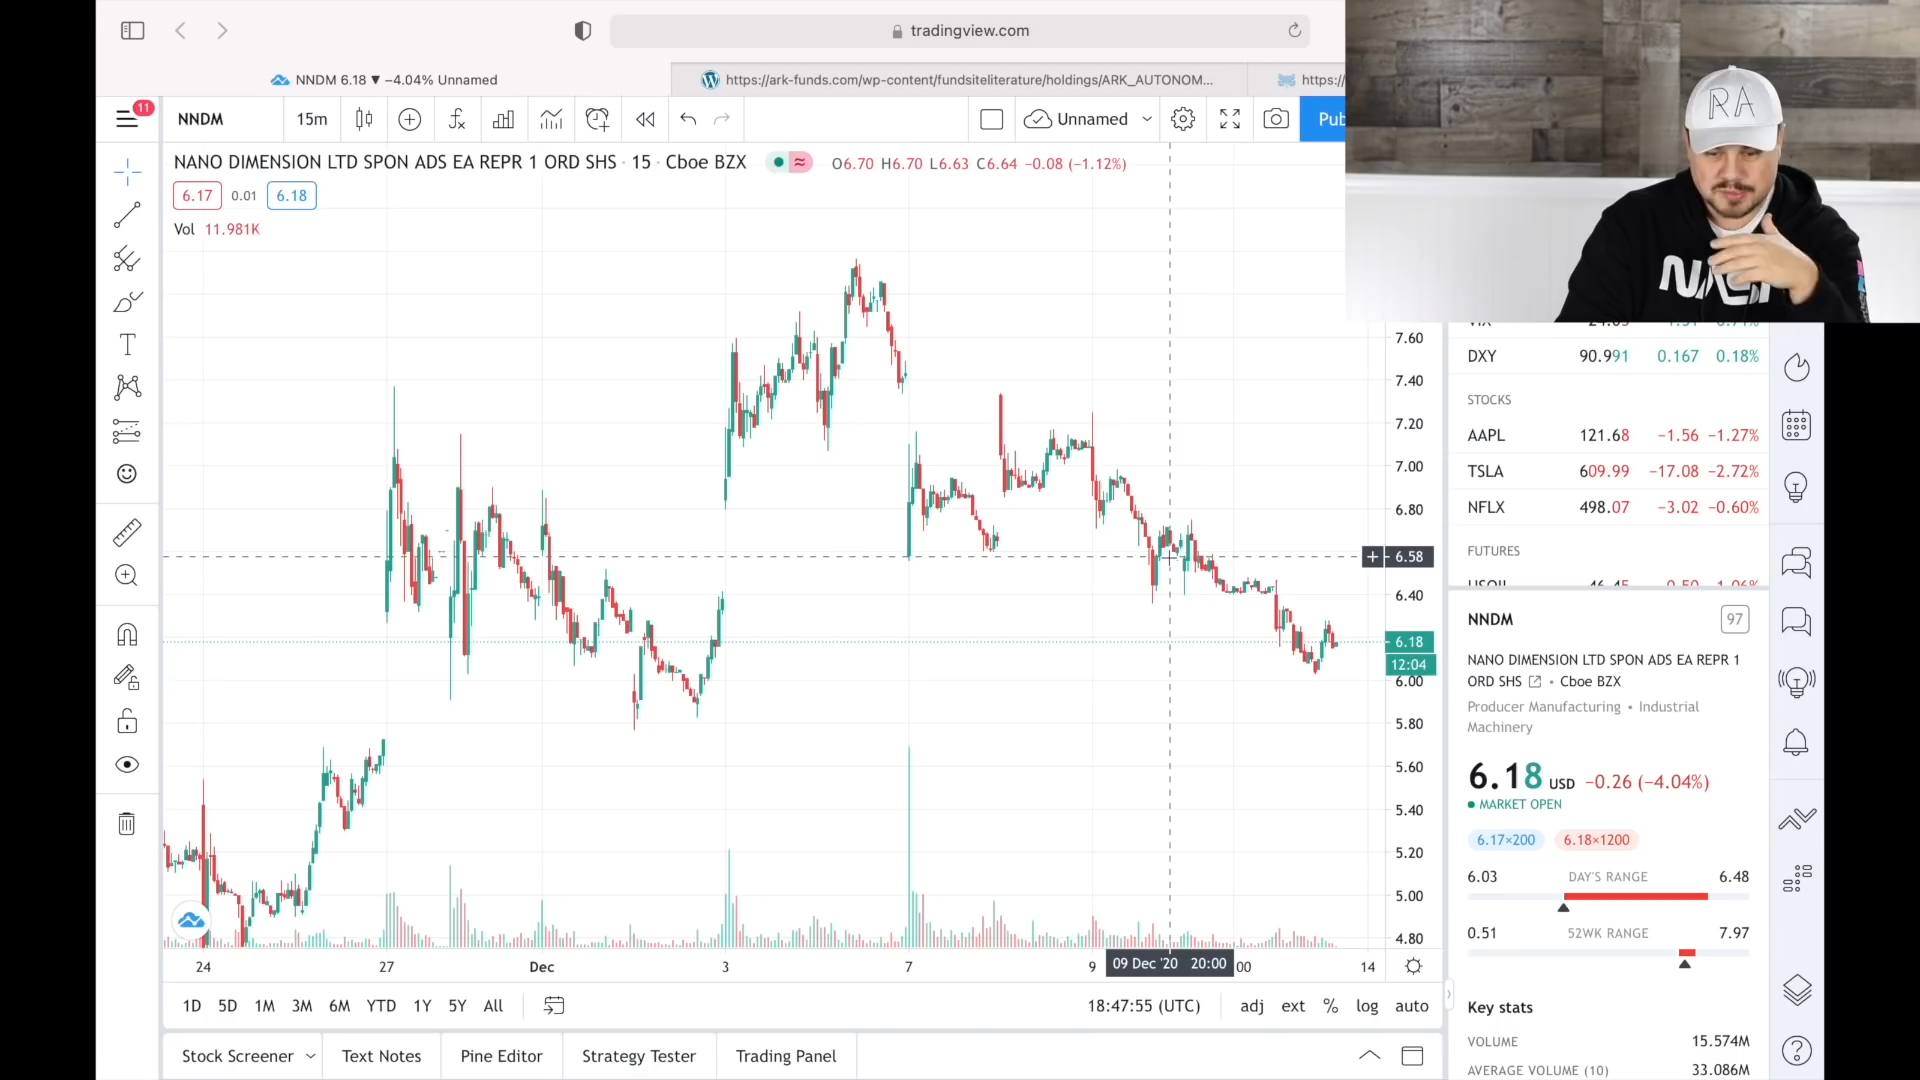 tradingview.com
NNDM 6.18 ▼ −4.04% Unnamed
https://ark-funds.com/wp-content/fundsiteliterature/holdings/ARK_AUTONOM...
https:/
11
NNDM
15m
Unnamed
Pub
RA
NANO DIMENSION LTD SPON ADS EA REPR 1 ORD SHS · 15 · Cboe BZX
O6.70 H6.70 L6.63 C6.64 −0.08 (−1.12%)
6.17 0.01 6.18
Vol 11.981K
7.60
7.40
7.20
7.00
6.80
6.58
6.40
6.18
12:04
6.00
5.80
5.60
5.40
5.20
5.00
4.80
24 27 Dec 3 7 9 09 Dec '20 20:00 00 14
1D 5D 1M 3M 6M YTD 1Y 5Y All
18:47:55 (UTC) adj ext % log auto
Stock Screener Text Notes Pine Editor Strategy Tester Trading Panel
DXY 90.991 0.167 0.18%
STOCKS
AAPL 121.68 −1.56 −1.27%
TSLA 609.99 −17.08 −2.72%
NFLX 498.07 −3.02 −0.60%
FUTURES
NNDM 97
NANO DIMENSION LTD SPON ADS EA REPR 1
ORD SHS • Cboe BZX
Producer Manufacturing • Industrial
Machinery
6.18 USD −0.26 (−4.04%)
MARKET OPEN
6.17×200 6.18×1200
6.03 DAY'S RANGE 6.48
0.51 52WK RANGE 7.97
Key stats
VOLUME 15.574M
AVERAGE VOLUME (10) 33.086M